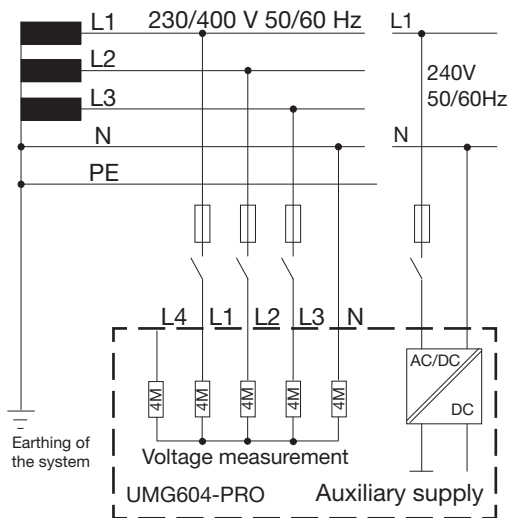 L1 230/400 V 50/60 Hz
L1
L2
240V
50/60Hz
L3
N
N
PE
L4 L1 L2 L3 N
AC/DC
DC
4M 4M 4M 4M 4M
Earthing of
the system
Voltage measurement
UMG604-PRO
Auxiliary supply